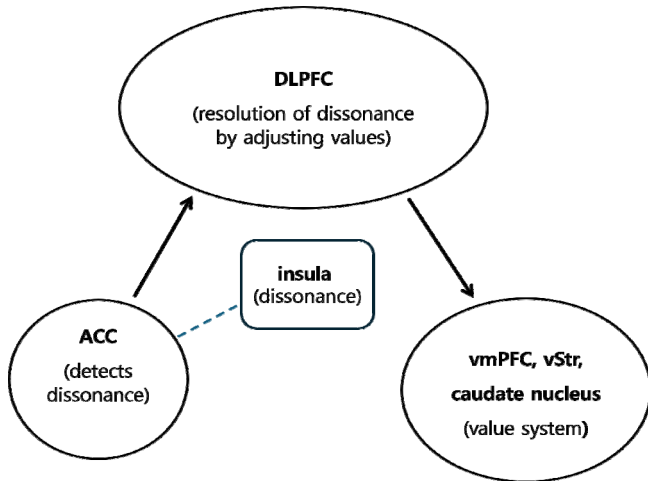 DLPFC
(resolution of dissonance
by adjusting values)
insula
(dissonance)
ACC
(detects
dissonance)
vmPFC, vStr,
caudate nucleus
(value system)